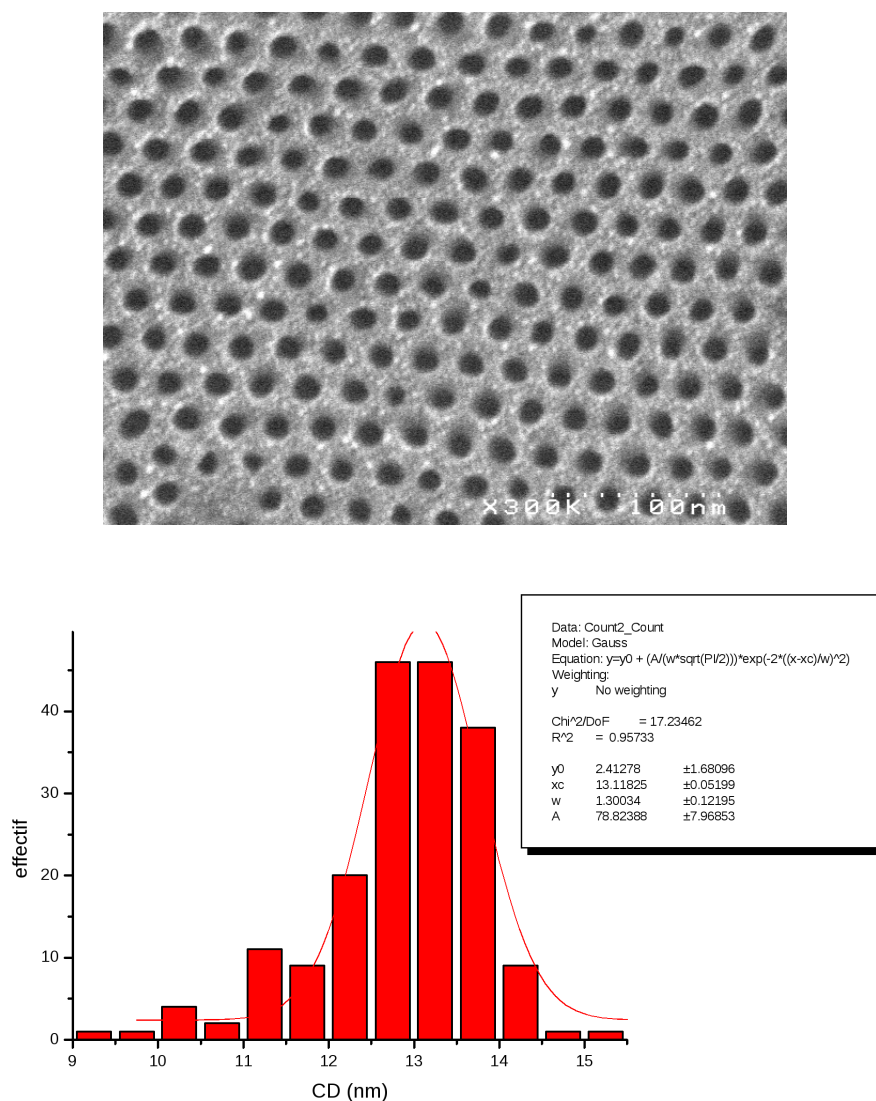 X300K 100nm
Data: Count2_Count
Model: Gauss
Equation: y=y0 + (A/(w*sqrt(PI/2)))*exp(-2*((x-xc)/w)^2)
Weighting:
y No weighting
Chi^2/DoF = 17.23462
R^2 = 0.95733
y0 2.41278 ±1.68096
xc 13.11825 ±0.05199
w 1.30034 ±0.12195
A 78.82388 ±7.96853
40
30
20
10
0
effectif
9 10 11 12 13 14 15
CD (nm)